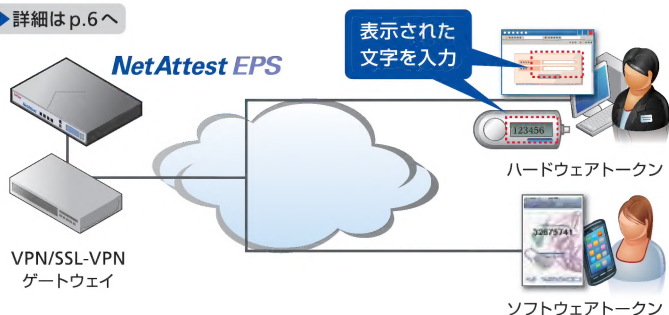 ▶詳細はp.6へ
NetAttest EPS
表示された
文字を入力
123456
ハードウェアトークン
VPN/SSL-VPN
ゲートウェイ
32675741
ソフトウェアトークン